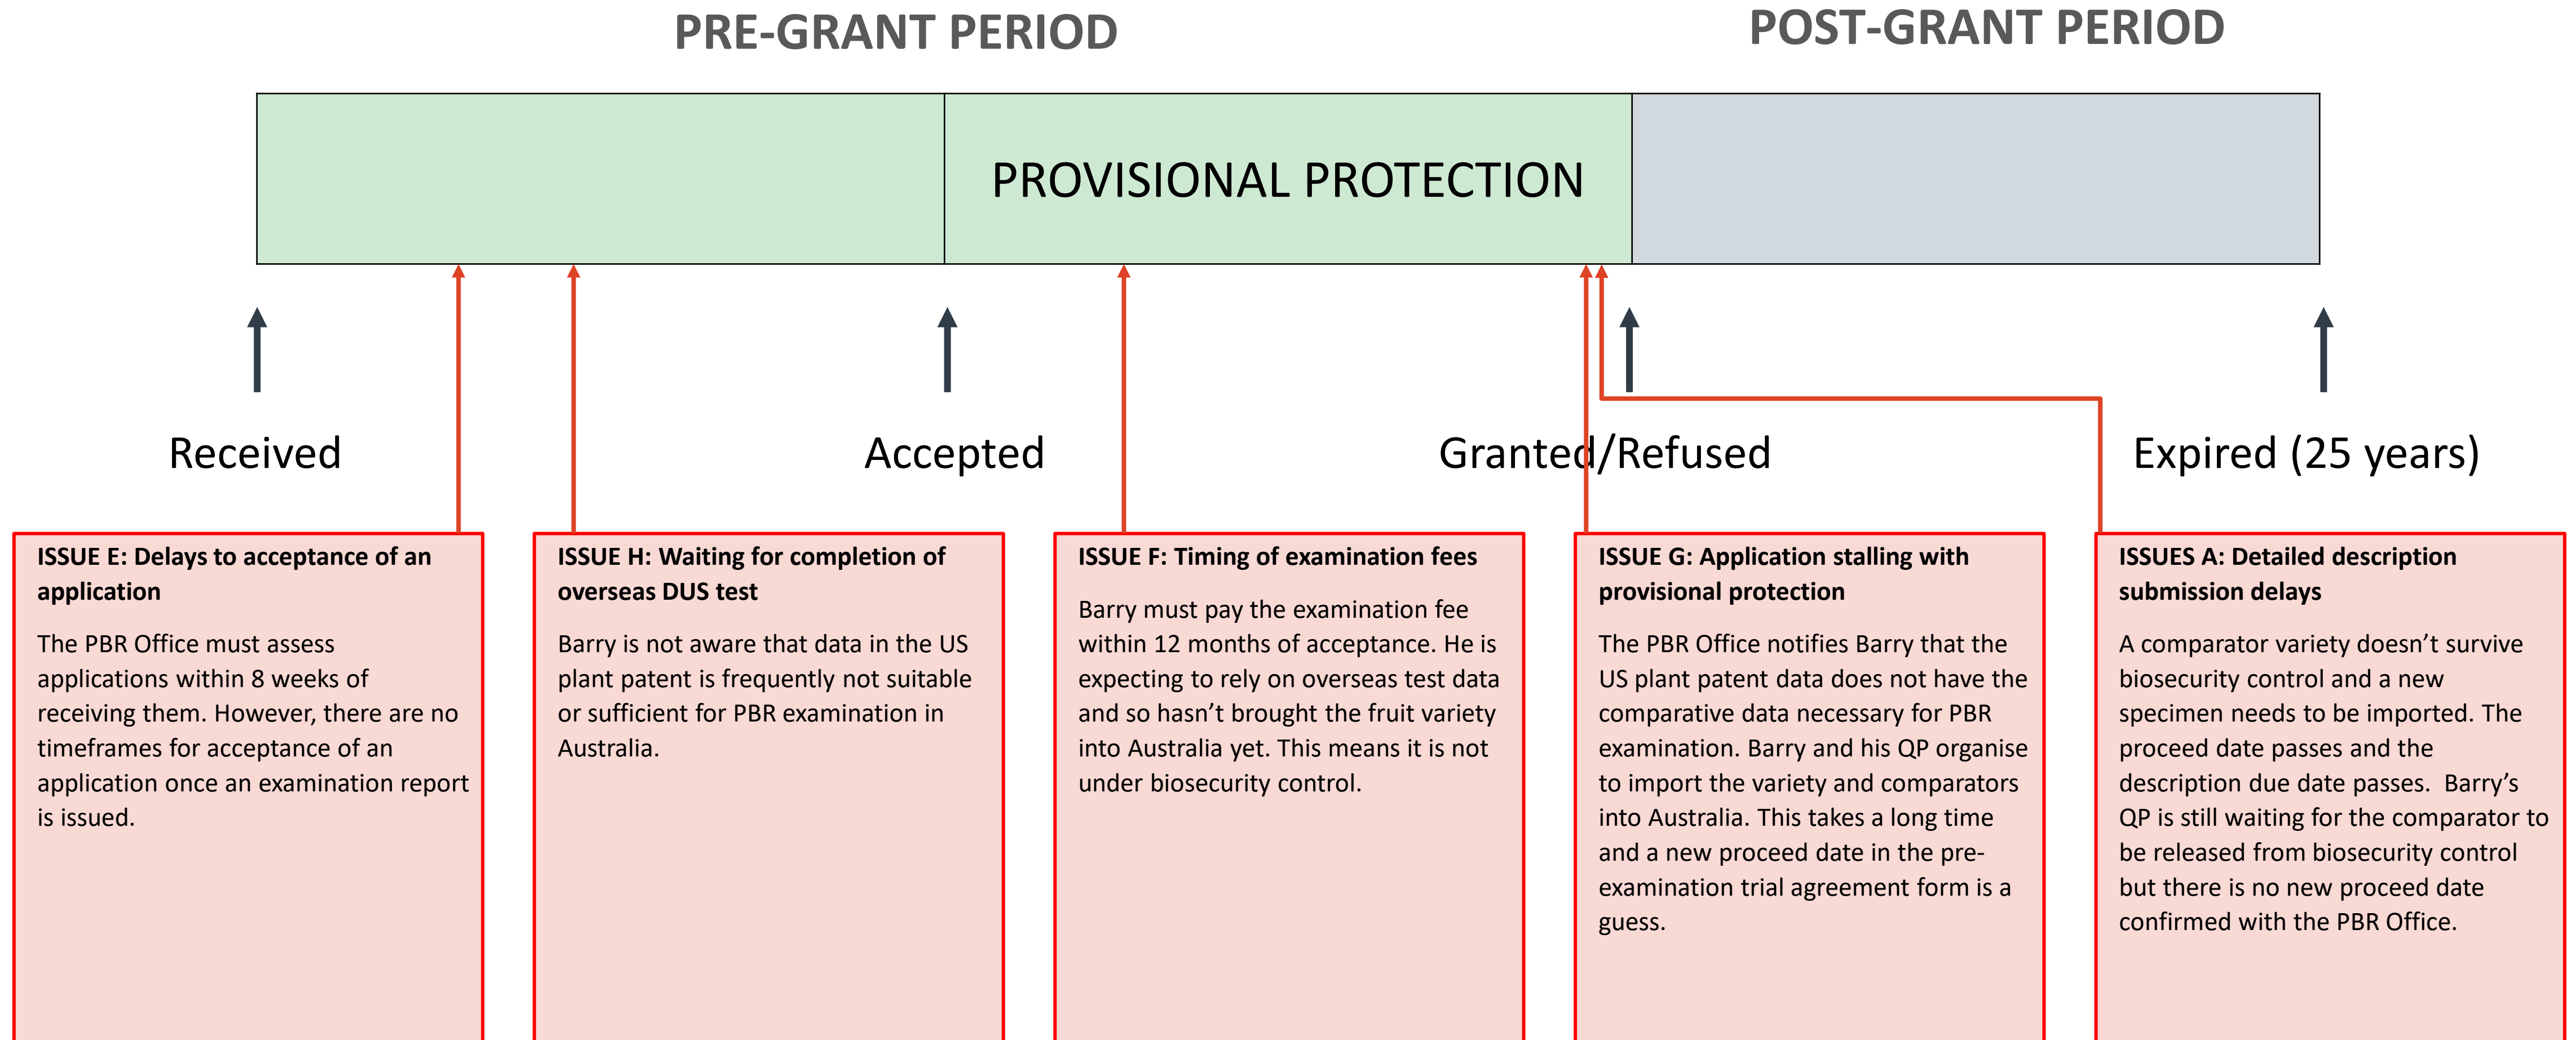 PRE-GRANT PERIOD
POST-GRANT PERIOD
PROVISIONAL PROTECTION
Received
Accepted
Granted/Refused
Expired (25 years)
ISSUE E: Delays to acceptance of an
application
The PBR Office must assess
applications within 8 weeks of
receiving them. However, there are no
timeframes for acceptance of an
application once an examination report
is issued.
ISSUE H: Waiting for completion of
overseas DUS test
Barry is not aware that data in the US
plant patent is frequently not suitable
or sufficient for PBR examination in
Australia.
ISSUE F: Timing of examination fees
Barry must pay the examination fee
within 12 months of acceptance. He is
expecting to rely on overseas test data
and so hasn’t brought the fruit variety
into Australia yet. This means it is not
under biosecurity control.
ISSUE G: Application stalling with
provisional protection
The PBR Office notifies Barry that the
US plant patent data does not have the
comparative data necessary for PBR
examination. Barry and his QP organise
to import the variety and comparators
into Australia. This takes a long time
and a new proceed date in the pre-
examination trial agreement form is a
guess.
ISSUES A: Detailed description
submission delays
A comparator variety doesn’t survive
biosecurity control and a new
specimen needs to be imported. The
proceed date passes and the
description due date passes.  Barry’s
QP is still waiting for the comparator to
be released from biosecurity control
but there is no new proceed date
confirmed with the PBR Office.